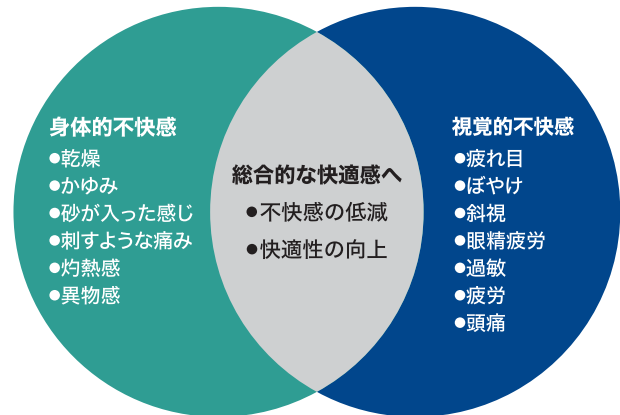 身体的不快感
●乾燥
●かゆみ
●砂が入った感じ
●刺すような痛み
●灼熱感
●異物感
総合的な快適感へ
●不快感の低減
●快適性の向上
視覚的不快感
●疲れ目
●ぼやけ
●斜視
●眼精疲労
●過敏
●疲労
●頭痛